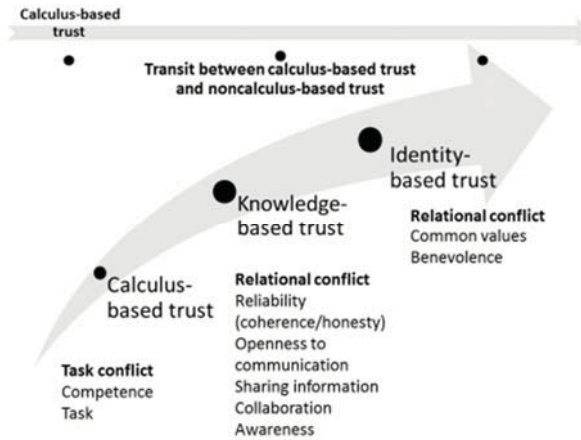 Calculus-based
trust
Transit between calculus-based trust
and noncalculus-based trust
Identity-
based trust
Relational conflict
Common values
Benevolence
Knowledge-
based trust
Relational conflict
Reliability
(coherence/honesty)
Openness to
communication
Sharing information
Collaboration
Awareness
Calculus-
based trust
Task conflict
Competence
Task